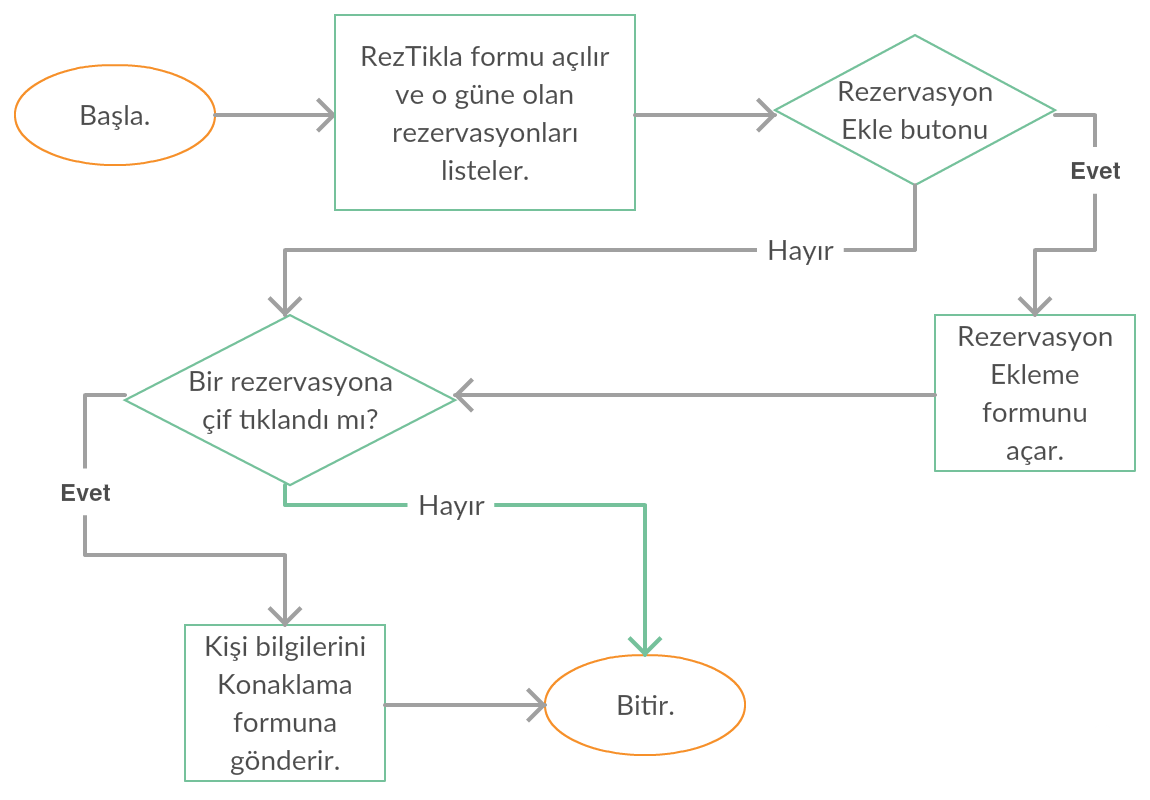 Başla.
RezTikla formu açılır
ve o güne olan
rezervasyonları
listeler.
Rezervasyon
Ekle butonu
Evet
Hayır
Rezervasyon
Ekleme
formunu
açar.
Bir rezervasyona
çif tıklandı mı?
Evet
Hayır
Kişi bilgilerini
Konaklama
formuna
gönderir.
Bitir.